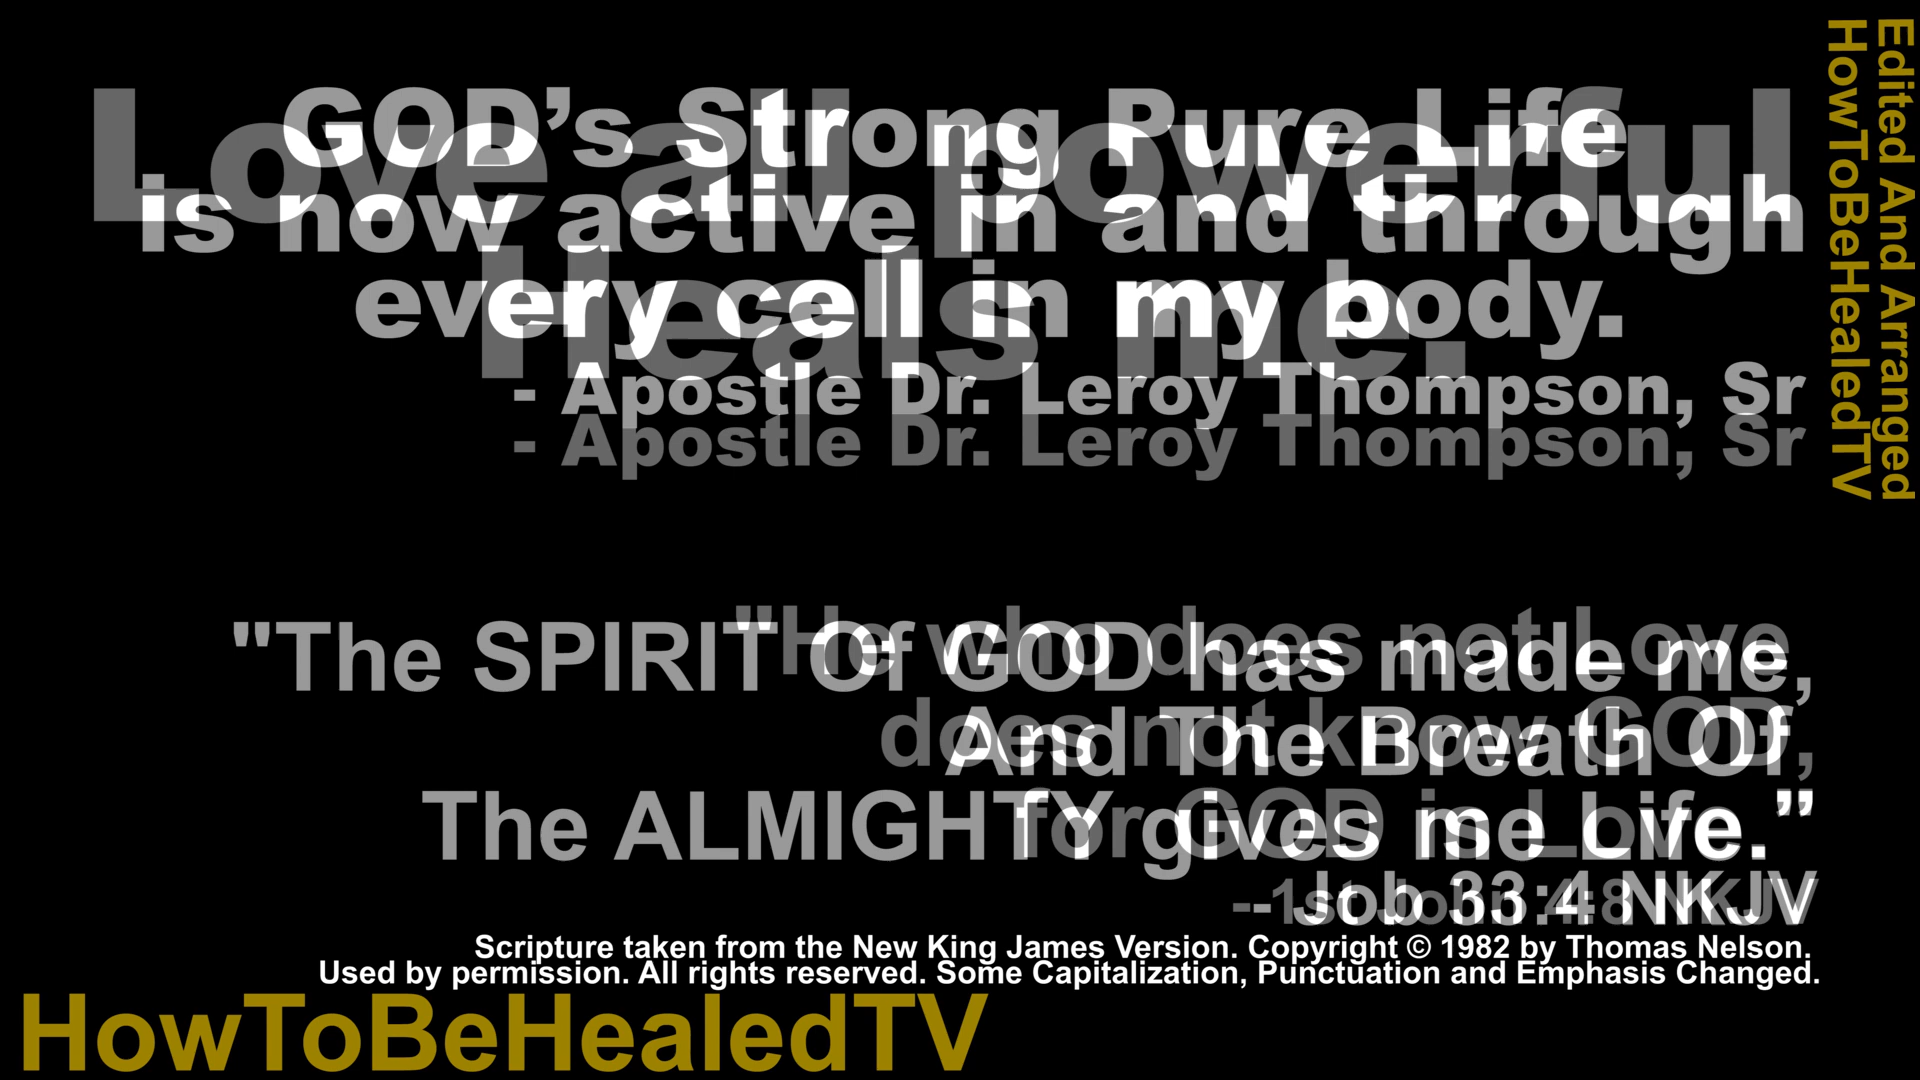 GOD’s Strong Pure Life
is now active in and through
every cell in my body.
- Apostle Dr. Leroy Thompson, Sr
Love all powerful
Heals me.
- Apostle Dr. Leroy Thompson, Sr
"The SPIRIT Of GOD has made me,
And The Breath Of
The ALMIGHTY gives me Life.”
-- Job 33:4 NKJV
"He who does not Love
does not know GOD,
for GOD is Love.”
--1st John 4:8 NKJV
Scripture taken from the New King James Version. Copyright © 1982 by Thomas Nelson.
Used by permission. All rights reserved. Some Capitalization, Punctuation and Emphasis Changed.
HowToBeHealedTV
Edited And Arranged
HowToBeHealedTV